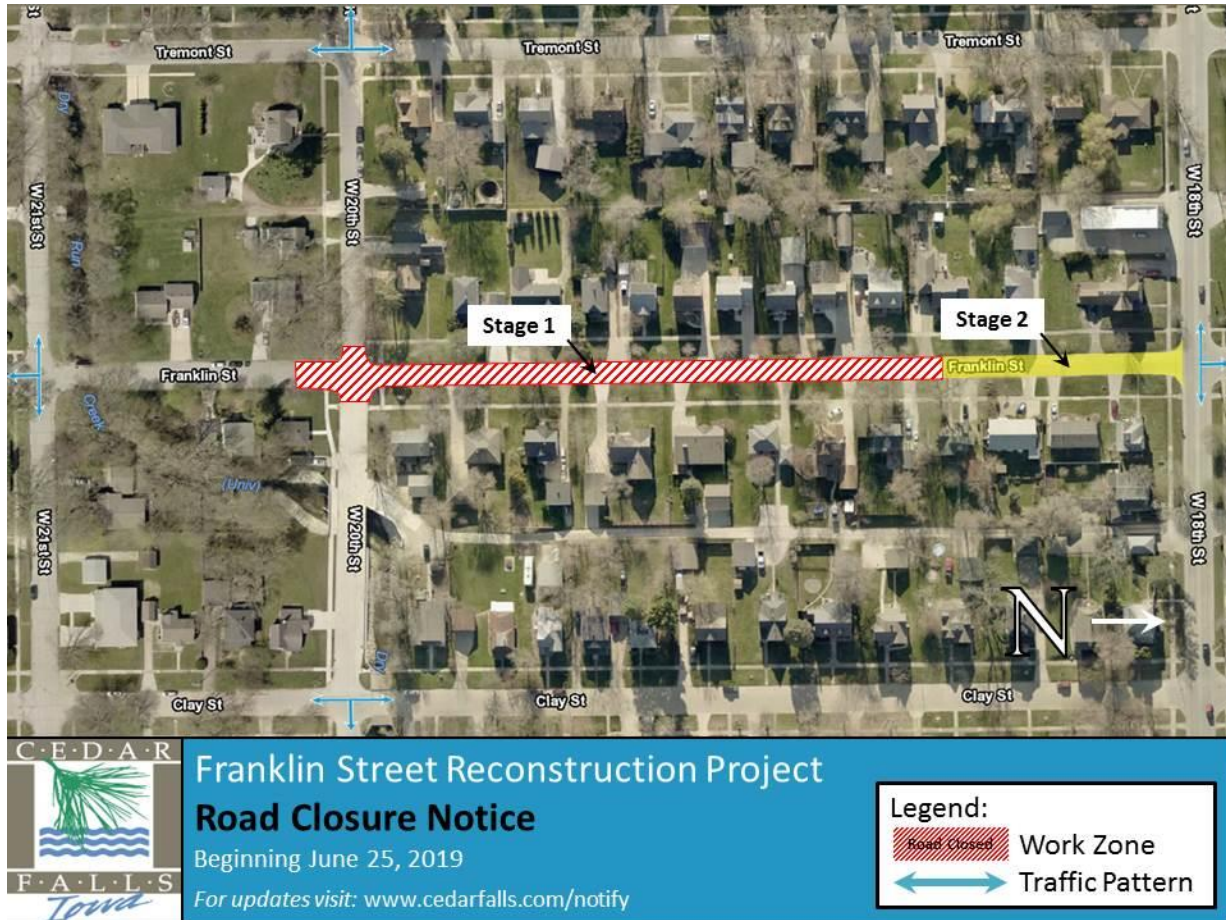 Tremont St
Tremont St
Tremont St
Dry
Run
Creek
(Univ)
Dry
W 21st St
W 20th St
W 18th St
Stage 1
Stage 2
Franklin St
Franklin St
W 21st St
W 20th St
W 18th St
N
Clay St
Clay St
Clay St
C·E·D·A·R
F·A·L·L·S
Iowa
Franklin Street Reconstruction Project
Road Closure Notice
Beginning June 25, 2019
For updates visit: www.cedarfalls.com/notify
Legend:
Road Closed
Work Zone
Traffic Pattern